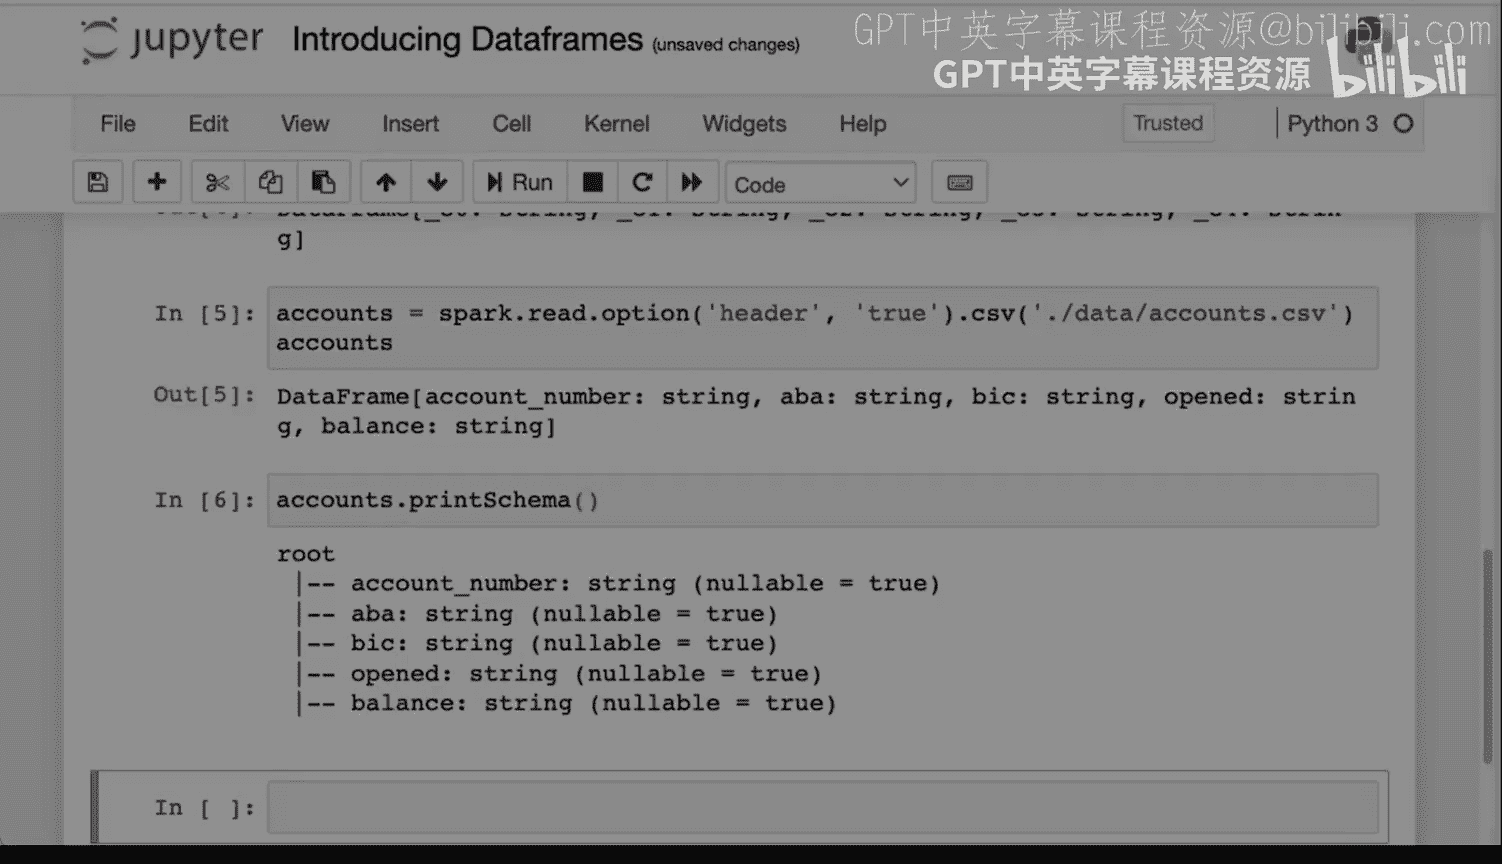 GPT中英字幕课程资源@bilibili.com
GPT中英字幕课程资源 bilibili
jupyter Introducing Dataframes (unsaved changes)
File Edit View Insert Cell Kernel Widgets Help Trusted Python 3
Run Code
g]
In [5]: accounts = spark.read.option('header', 'true').csv('./data/accounts.csv')
accounts
Out[5]: DataFrame[account_number: string, aba: string, bic: string, opened: strin
g, balance: string]
In [6]: accounts.printSchema()
root
|-- account_number: string (nullable = true)
|-- aba: string (nullable = true)
|-- bic: string (nullable = true)
|-- opened: string (nullable = true)
|-- balance: string (nullable = true)
In [ ]: